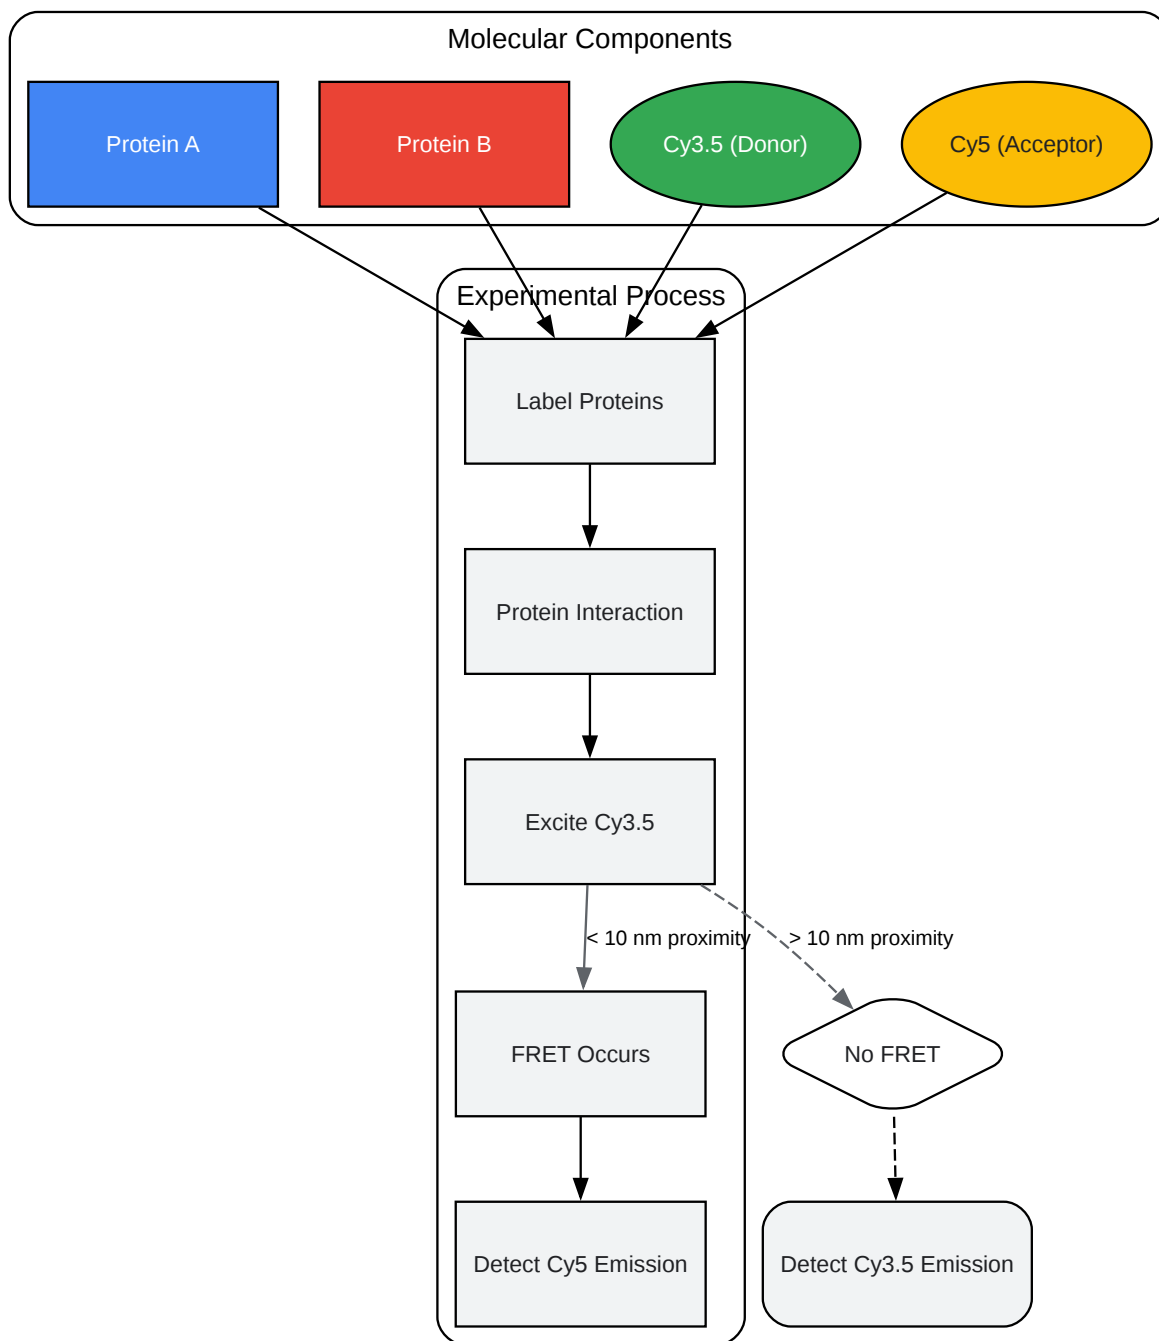 Molecular Components
Protein A
Protein B
Cy3.5 (Donor)
Cy5 (Acceptor)
Experimental Process
Label Proteins
Protein Interaction
Excite Cy3.5
< 10 nm proximity
> 10 nm proximity
FRET Occurs
No FRET
Detect Cy5 Emission
Detect Cy3.5 Emission